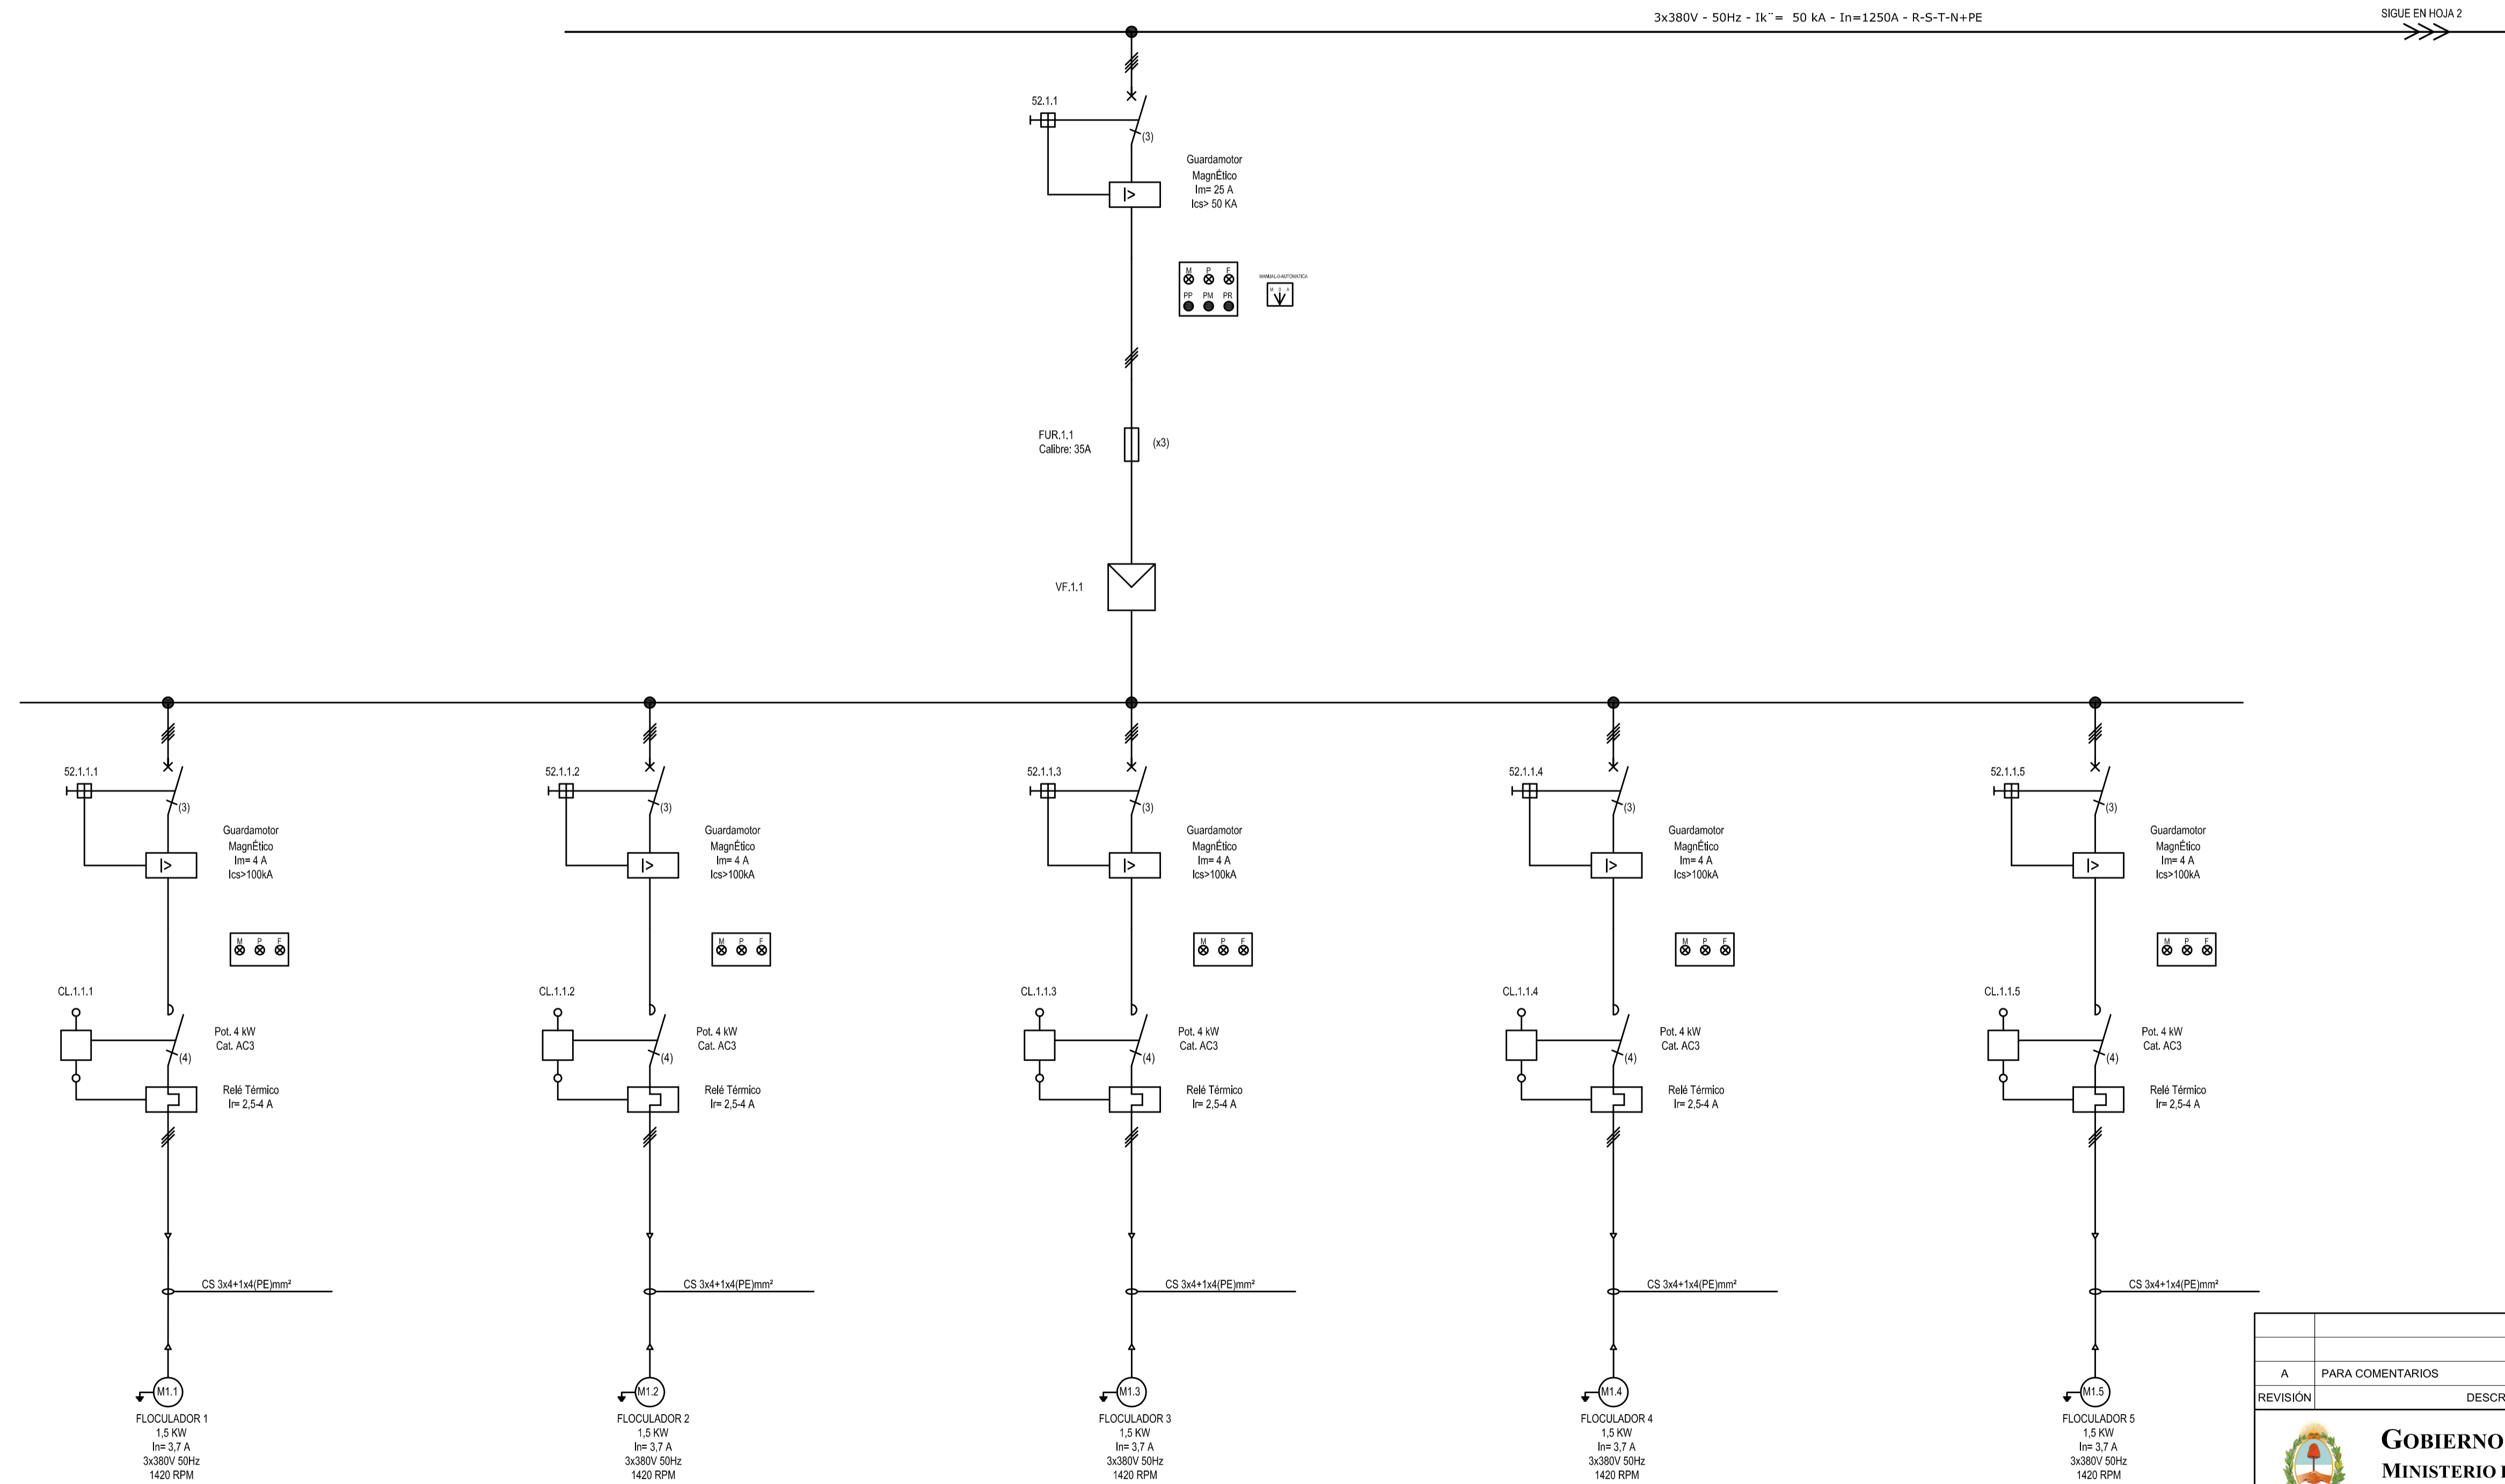 3x380V - 50Hz - Ik¨= 50 kA - In=1250A - R-S-T-N+PE
SIGUE EN HOJA 2
52.1.1
(3)
Guardamotor
MagnÉtico
Im= 25 A
Ics> 50 KA
I>
M P F
PP PM PR
MANUAL-0-AUTOMATICA
M 0 A
FUR.1.1
Calibre: 35A
(x3)
VF.1.1
52.1.1.1
(3)
Guardamotor
MagnÉtico
Im= 4 A
Ics>100kA
I>
M P F
CL.1.1.1
Pot. 4 kW
Cat. AC3
(4)
Relé Térmico
Ir= 2,5-4 A
CS 3x4+1x4(PE)mm²
M1.1
FLOCULADOR 1
1,5 KW
In= 3,7 A
3x380V 50Hz
1420 RPM
52.1.1.2
(3)
Guardamotor
MagnÉtico
Im= 4 A
Ics>100kA
I>
M P F
CL.1.1.2
Pot. 4 kW
Cat. AC3
(4)
Relé Térmico
Ir= 2,5-4 A
CS 3x4+1x4(PE)mm²
M1.2
FLOCULADOR 2
1,5 KW
In= 3,7 A
3x380V 50Hz
1420 RPM
52.1.1.3
(3)
Guardamotor
MagnÉtico
Im= 4 A
Ics>100kA
I>
M P F
CL.1.1.3
Pot. 4 kW
Cat. AC3
(4)
Relé Térmico
Ir= 2,5-4 A
CS 3x4+1x4(PE)mm²
M1.3
FLOCULADOR 3
1,5 KW
In= 3,7 A
3x380V 50Hz
1420 RPM
52.1.1.4
(3)
Guardamotor
MagnÉtico
Im= 4 A
Ics>100kA
I>
M P F
CL.1.1.4
Pot. 4 kW
Cat. AC3
(4)
Relé Térmico
Ir= 2,5-4 A
CS 3x4+1x4(PE)mm²
M1.4
FLOCULADOR 4
1,5 KW
In= 3,7 A
3x380V 50Hz
1420 RPM
52.1.1.5
(3)
Guardamotor
MagnÉtico
Im= 4 A
Ics>100kA
I>
M P F
CL.1.1.5
Pot. 4 kW
Cat. AC3
(4)
Relé Térmico
Ir= 2,5-4 A
CS 3x4+1x4(PE)mm²
M1.5
FLOCULADOR 5
1,5 KW
In= 3,7 A
3x380V 50Hz
1420 RPM
A PARA COMENTARIOS
REVISIÓN DESCR
GOBIERNO
MINISTERIO